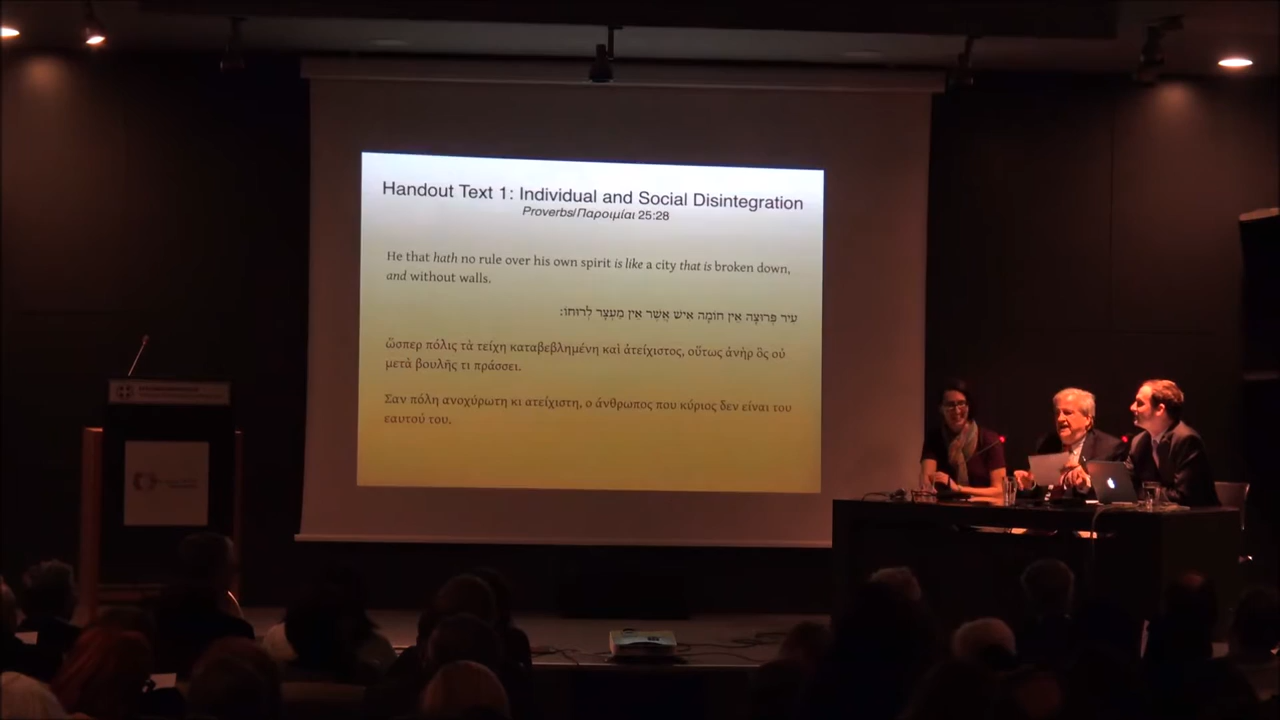 Handout Text 1: Individual and Social Disintegration
Proverbs/Παροιμίαι 25:28
He that hath no rule over his own spirit is like a city that is broken down,
and without walls.
עִיר פְּרוּצָה אֵין חוֹמָה אִישׁ אֲשֶׁר אֵין מַעְצָר לְרוּחוֹ׃
ὥσπερ πόλις τὰ τείχη καταβεβλημένη καὶ ἀτείχιστος, οὕτως ἀνὴρ ὃς οὐ
μετὰ βουλῆς τι πράσσει.
Σαν πόλη ανοχύρωτη κι ατείχιστη, ο άνθρωπος που κύριος δεν είναι του
εαυτού του.